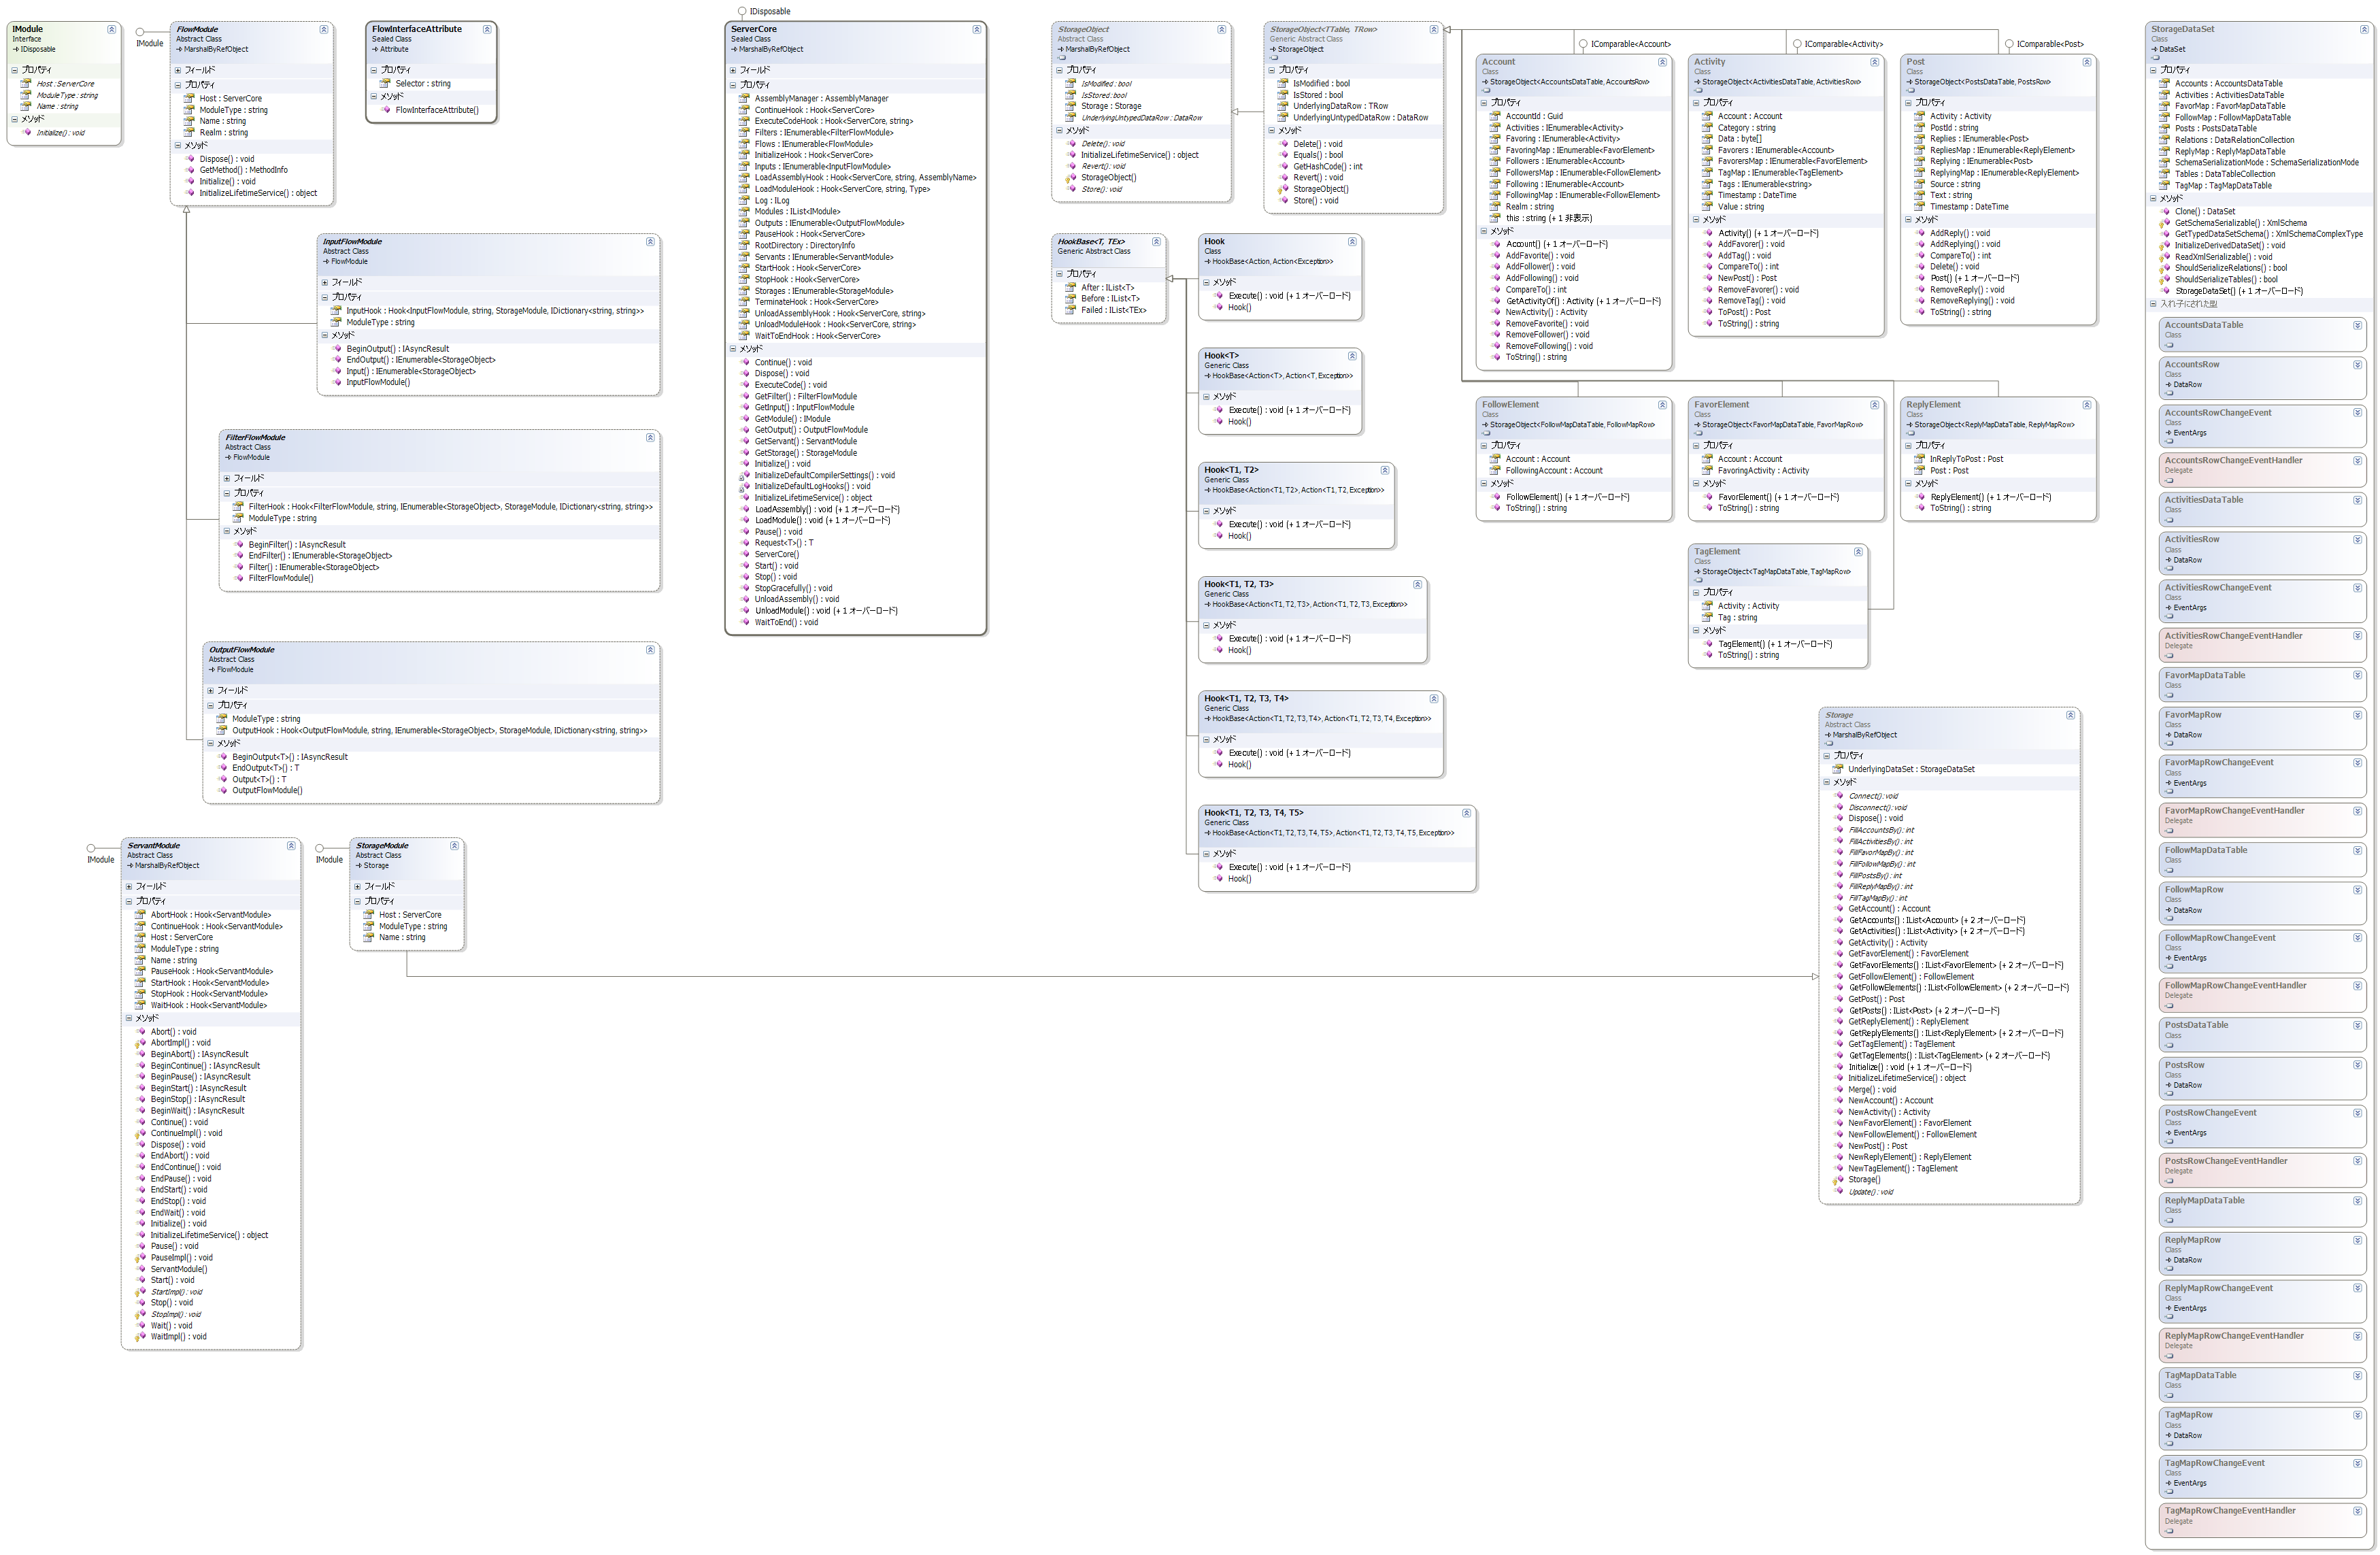 IModule
Interface
IDisposable
プロパティ
Host : ServerCore
ModuleType : string
Name : string
メソッド
Initialize() : void
IModule
FlowModule
Abstract Class
MarshalByRefObject
フィールド
プロパティ
Host : ServerCore
ModuleType : string
Name : string
Realm : string
メソッド
Dispose() : void
GetMethod() : MethodInfo
Initialize() : void
InitializeLifetimeService() : object
FlowInterfaceAttribute
Sealed Class
Attribute
プロパティ
Selector : string
メソッド
FlowInterfaceAttribute()
InputFlowModule
Abstract Class
FlowModule
フィールド
プロパティ
InputHook : Hook<InputFlowModule, string, StorageModule, IDictionary<string, string>>
ModuleType : string
メソッド
BeginOutput() : IAsyncResult
EndOutput() : IEnumerable<StorageObject>
Input() : IEnumerable<StorageObject>
InputFlowModule()
FilterFlowModule
Abstract Class
FlowModule
フィールド
プロパティ
FilterHook : Hook<FilterFlowModule, string, IEnumerable<StorageObject>, StorageModule, IDictionary<string, string>>
ModuleType : string
メソッド
BeginFilter() : IAsyncResult
EndFilter() : IEnumerable<StorageObject>
Filter() : IEnumerable<StorageObject>
FilterFlowModule()
OutputFlowModule
Abstract Class
FlowModule
フィールド
プロパティ
ModuleType : string
OutputHook : Hook<OutputFlowModule, string, IEnumerable<StorageObject>, StorageModule, IDictionary<string, string>>
メソッド
BeginOutput<T>() : IAsyncResult
EndOutput<T>() : T
Output<T>() : T
OutputFlowModule()
IModule
ServantModule
Abstract Class
MarshalByRefObject
フィールド
プロパティ
AbortHook : Hook<ServantModule>
ContinueHook : Hook<ServantModule>
Host : ServerCore
ModuleType : string
Name : string
PauseHook : Hook<ServantModule>
StartHook : Hook<ServantModule>
StopHook : Hook<ServantModule>
WaitHook : Hook<ServantModule>
メソッド
Abort() : void
AbortImpl() : void
BeginAbort() : IAsyncResult
BeginContinue() : IAsyncResult
BeginPause() : IAsyncResult
BeginStart() : IAsyncResult
BeginStop() : IAsyncResult
BeginWait() : IAsyncResult
Continue() : void
ContinueImpl() : void
Dispose() : void
EndAbort() : void
EndContinue() : void
EndPause() : void
EndStart() : void
EndStop() : void
EndWait() : void
Initialize() : void
InitializeLifetimeService() : object
Pause() : void
PauseImpl() : void
ServantModule()
Start() : void
StartImpl() : void
Stop() : void
StopImpl() : void
Wait() : void
WaitImpl() : void
IModule
StorageModule
Abstract Class
Storage
フィールド
プロパティ
Host : ServerCore
ModuleType : string
Name : string
IDisposable
ServerCore
Sealed Class
MarshalByRefObject
フィールド
プロパティ
AssemblyManager : AssemblyManager
ContinueHook : Hook<ServerCore>
ExecuteCodeHook : Hook<ServerCore, string>
Filters : IEnumerable<FilterFlowModule>
Flows : IEnumerable<FlowModule>
InitializeHook : Hook<ServerCore>
Inputs : IEnumerable<InputFlowModule>
LoadAssemblyHook : Hook<ServerCore, string, AssemblyName>
LoadModuleHook : Hook<ServerCore, string, Type>
Log : ILog
Modules : IList<IModule>
Outputs : IEnumerable<OutputFlowModule>
PauseHook : Hook<ServerCore>
RootDirectory : DirectoryInfo
Servants : IEnumerable<ServantModule>
StartHook : Hook<ServerCore>
StopHook : Hook<ServerCore>
Storages : IEnumerable<StorageModule>
TerminateHook : Hook<ServerCore>
UnloadAssemblyHook : Hook<ServerCore, string>
UnloadModuleHook : Hook<ServerCore, string>
WaitToEndHook : Hook<ServerCore>
メソッド
Continue() : void
Dispose() : void
ExecuteCode() : void
GetFilter() : FilterFlowModule
GetInput() : InputFlowModule
GetModule() : IModule
GetOutput() : OutputFlowModule
GetServant() : ServantModule
GetStorage() : StorageModule
Initialize() : void
InitializeDefaultCompilerSettings() : void
InitializeDefaultLogHooks() : void
InitializeLifetimeService() : object
LoadAssembly() : void (+ 1 オーバーロード)
LoadModule() : void (+ 1 オーバーロード)
Pause() : void
Request<T>() : T
ServerCore()
Start() : void
Stop() : void
StopGracefully() : void
UnloadAssembly() : void
UnloadModule() : void (+ 1 オーバーロード)
WaitToEnd() : void
StorageObject
Abstract Class
MarshalByRefObject
プロパティ
IsModified : bool
IsStored : bool
Storage : Storage
UnderlyingUntypedDataRow : DataRow
メソッド
Delete() : void
InitializeLifetimeService() : object
Revert() : void
StorageObject()
Store() : void
StorageObject<TTable, TRow>
Generic Abstract Class
StorageObject
プロパティ
IsModified : bool
IsStored : bool
UnderlyingDataRow : TRow
UnderlyingUntypedDataRow : DataRow
メソッド
Delete() : void
Equals() : bool
GetHashCode() : int
Revert() : void
StorageObject()
Store() : void
HookBase<T, TEx>
Generic Abstract Class
プロパティ
After : IList<T>
Before : IList<T>
Failed : IList<TEx>
Hook
Class
HookBase<Action, Action<Exception>>
メソッド
Execute() : void (+ 1 オーバーロード)
Hook()
Hook<T>
Generic Class
HookBase<Action<T>, Action<T, Exception>>
メソッド
Execute() : void (+ 1 オーバーロード)
Hook()
Hook<T1, T2>
Generic Class
HookBase<Action<T1, T2>, Action<T1, T2, Exception>>
メソッド
Execute() : void (+ 1 オーバーロード)
Hook()
Hook<T1, T2, T3>
Generic Class
HookBase<Action<T1, T2, T3>, Action<T1, T2, T3, Exception>>
メソッド
Execute() : void (+ 1 オーバーロード)
Hook()
Hook<T1, T2, T3, T4>
Generic Class
HookBase<Action<T1, T2, T3, T4>, Action<T1, T2, T3, T4, Exception>>
メソッド
Execute() : void (+ 1 オーバーロード)
Hook()
Hook<T1, T2, T3, T4, T5>
Generic Class
HookBase<Action<T1, T2, T3, T4, T5>, Action<T1, T2, T3, T4, T5, Exception>>
メソッド
Execute() : void (+ 1 オーバーロード)
Hook()
IComparable<Account>
Account
Class
StorageObject<AccountsDataTable, AccountsRow>
プロパティ
AccountId : Guid
Activities : IEnumerable<Activity>
Favoring : IEnumerable<Activity>
FavoringMap : IEnumerable<FavorElement>
Followers : IEnumerable<Account>
FollowersMap : IEnumerable<FollowElement>
Following : IEnumerable<Account>
FollowingMap : IEnumerable<FollowElement>
Realm : string
this : string (+ 1 非表示)
メソッド
Account() (+ 1 オーバーロード)
AddFavorite() : void
AddFollower() : void
AddFollowing() : void
CompareTo() : int
GetActivityOf() : Activity (+ 1 オーバーロード)
NewActivity() : Activity
RemoveFavorite() : void
RemoveFollower() : void
RemoveFollowing() : void
ToString() : string
IComparable<Activity>
Activity
Class
StorageObject<ActivitiesDataTable, ActivitiesRow>
プロパティ
Account : Account
Category : string
Data : byte[]
Favorers : IEnumerable<Account>
FavorersMap : IEnumerable<FavorElement>
TagMap : IEnumerable<TagElement>
Tags : IEnumerable<string>
Timestamp : DateTime
Value : string
メソッド
Activity() (+ 1 オーバーロード)
AddFavorer() : void
AddTag() : void
CompareTo() : int
NewPost() : Post
RemoveFavorer() : void
RemoveTag() : void
ToPost() : Post
ToString() : string
IComparable<Post>
Post
Class
StorageObject<PostsDataTable, PostsRow>
プロパティ
Activity : Activity
PostId : string
Replies : IEnumerable<Post>
RepliesMap : IEnumerable<ReplyElement>
Replying : IEnumerable<Post>
ReplyingMap : IEnumerable<ReplyElement>
Source : string
Text : string
Timestamp : DateTime
メソッド
AddReply() : void
AddReplying() : void
CompareTo() : int
Delete() : void
Post() (+ 1 オーバーロード)
RemoveReply() : void
RemoveReplying() : void
ToString() : string
FollowElement
Class
StorageObject<FollowMapDataTable, FollowMapRow>
プロパティ
Account : Account
FollowingAccount : Account
メソッド
FollowElement() (+ 1 オーバーロード)
ToString() : string
FavorElement
Class
StorageObject<FavorMapDataTable, FavorMapRow>
プロパティ
Account : Account
FavoringActivity : Activity
メソッド
FavorElement() (+ 1 オーバーロード)
ToString() : string
ReplyElement
Class
StorageObject<ReplyMapDataTable, ReplyMapRow>
プロパティ
InReplyToPost : Post
Post : Post
メソッド
ReplyElement() (+ 1 オーバーロード)
ToString() : string
TagElement
Class
StorageObject<TagMapDataTable, TagMapRow>
プロパティ
Activity : Activity
Tag : string
メソッド
TagElement() (+ 1 オーバーロード)
ToString() : string
Storage
Abstract Class
MarshalByRefObject
プロパティ
UnderlyingDataSet : StorageDataSet
メソッド
Connect() : void
Disconnect() : void
Dispose() : void
FillAccountsBy() : int
FillActivitiesBy() : int
FillFavorMapBy() : int
FillFollowMapBy() : int
FillPostsBy() : int
FillReplyMapBy() : int
FillTagMapBy() : int
GetAccount() : Account
GetAccounts() : IList<Account> (+ 2 オーバーロード)
GetActivities() : IList<Activity> (+ 2 オーバーロード)
GetActivity() : Activity
GetFavorElement() : FavorElement
GetFavorElements() : IList<FavorElement> (+ 2 オーバーロード)
GetFollowElement() : FollowElement
GetFollowElements() : IList<FollowElement> (+ 2 オーバーロード)
GetPost() : Post
GetPosts() : IList<Post> (+ 2 オーバーロード)
GetReplyElement() : ReplyElement
GetReplyElements() : IList<ReplyElement> (+ 2 オーバーロード)
GetTagElement() : TagElement
GetTagElements() : IList<TagElement> (+ 2 オーバーロード)
Initialize() : void (+ 1 オーバーロード)
InitializeLifetimeService() : object
Merge() : void
NewAccount() : Account
NewActivity() : Activity
NewFavorElement() : FavorElement
NewFollowElement() : FollowElement
NewPost() : Post
NewReplyElement() : ReplyElement
NewTagElement() : TagElement
Storage()
Update() : void
StorageDataSet
Class
DataSet
プロパティ
Accounts : AccountsDataTable
Activities : ActivitiesDataTable
FavorMap : FavorMapDataTable
FollowMap : FollowMapDataTable
Posts : PostsDataTable
Relations : DataRelationCollection
ReplyMap : ReplyMapDataTable
SchemaSerializationMode : SchemaSerializationMode
Tables : DataTableCollection
TagMap : TagMapDataTable
メソッド
Clone() : DataSet
GetSchemaSerializable() : XmlSchema
GetTypedDataSetSchema() : XmlSchemaComplexType
InitializeDerivedDataSet() : void
ReadXmlSerializable() : void
ShouldSerializeRelations() : bool
ShouldSerializeTables() : bool
StorageDataSet() (+ 1 オーバーロード)
入れ子にされた型
AccountsDataTable
Class
AccountsRow
Class
DataRow
AccountsRowChangeEvent
Class
EventArgs
AccountsRowChangeEventHandler
Delegate
ActivitiesDataTable
Class
ActivitiesRow
Class
DataRow
ActivitiesRowChangeEvent
Class
EventArgs
ActivitiesRowChangeEventHandler
Delegate
FavorMapDataTable
Class
FavorMapRow
Class
DataRow
FavorMapRowChangeEvent
Class
EventArgs
FavorMapRowChangeEventHandler
Delegate
FollowMapDataTable
Class
FollowMapRow
Class
DataRow
FollowMapRowChangeEvent
Class
EventArgs
FollowMapRowChangeEventHandler
Delegate
PostsDataTable
Class
PostsRow
Class
DataRow
PostsRowChangeEvent
Class
EventArgs
PostsRowChangeEventHandler
Delegate
ReplyMapDataTable
Class
ReplyMapRow
Class
DataRow
ReplyMapRowChangeEvent
Class
EventArgs
ReplyMapRowChangeEventHandler
Delegate
TagMapDataTable
Class
TagMapRow
Class
DataRow
TagMapRowChangeEvent
Class
EventArgs
TagMapRowChangeEventHandler
Delegate